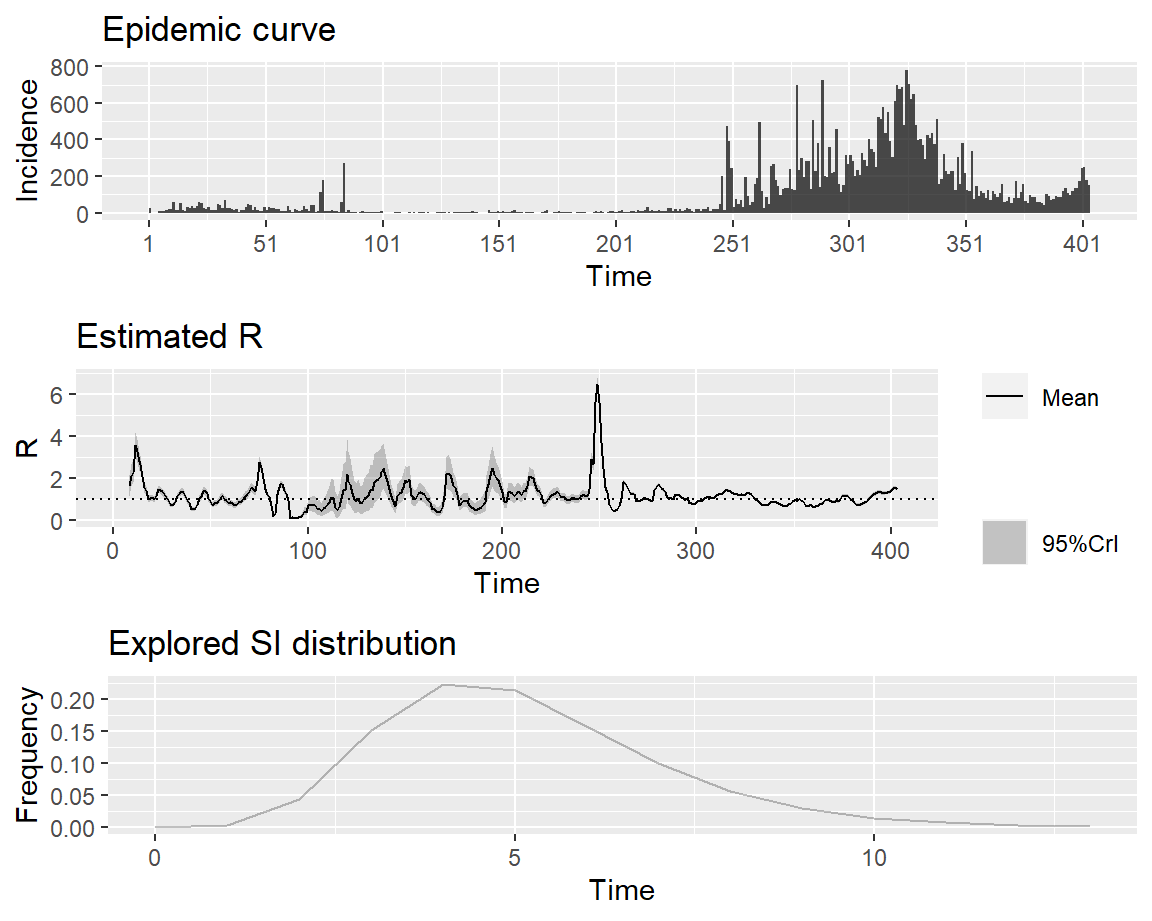 Epidemic curve
800
600
400
200
0
Incidence
1 51 101 151 201 251 301 351 401
Time
Estimated R
6
4
2
0
R
0 100 200 300 400
Time
Mean
95%CrI
Explored SI distribution
0.20
0.15
0.10
0.05
0.00
Frequency
0 5 10
Time